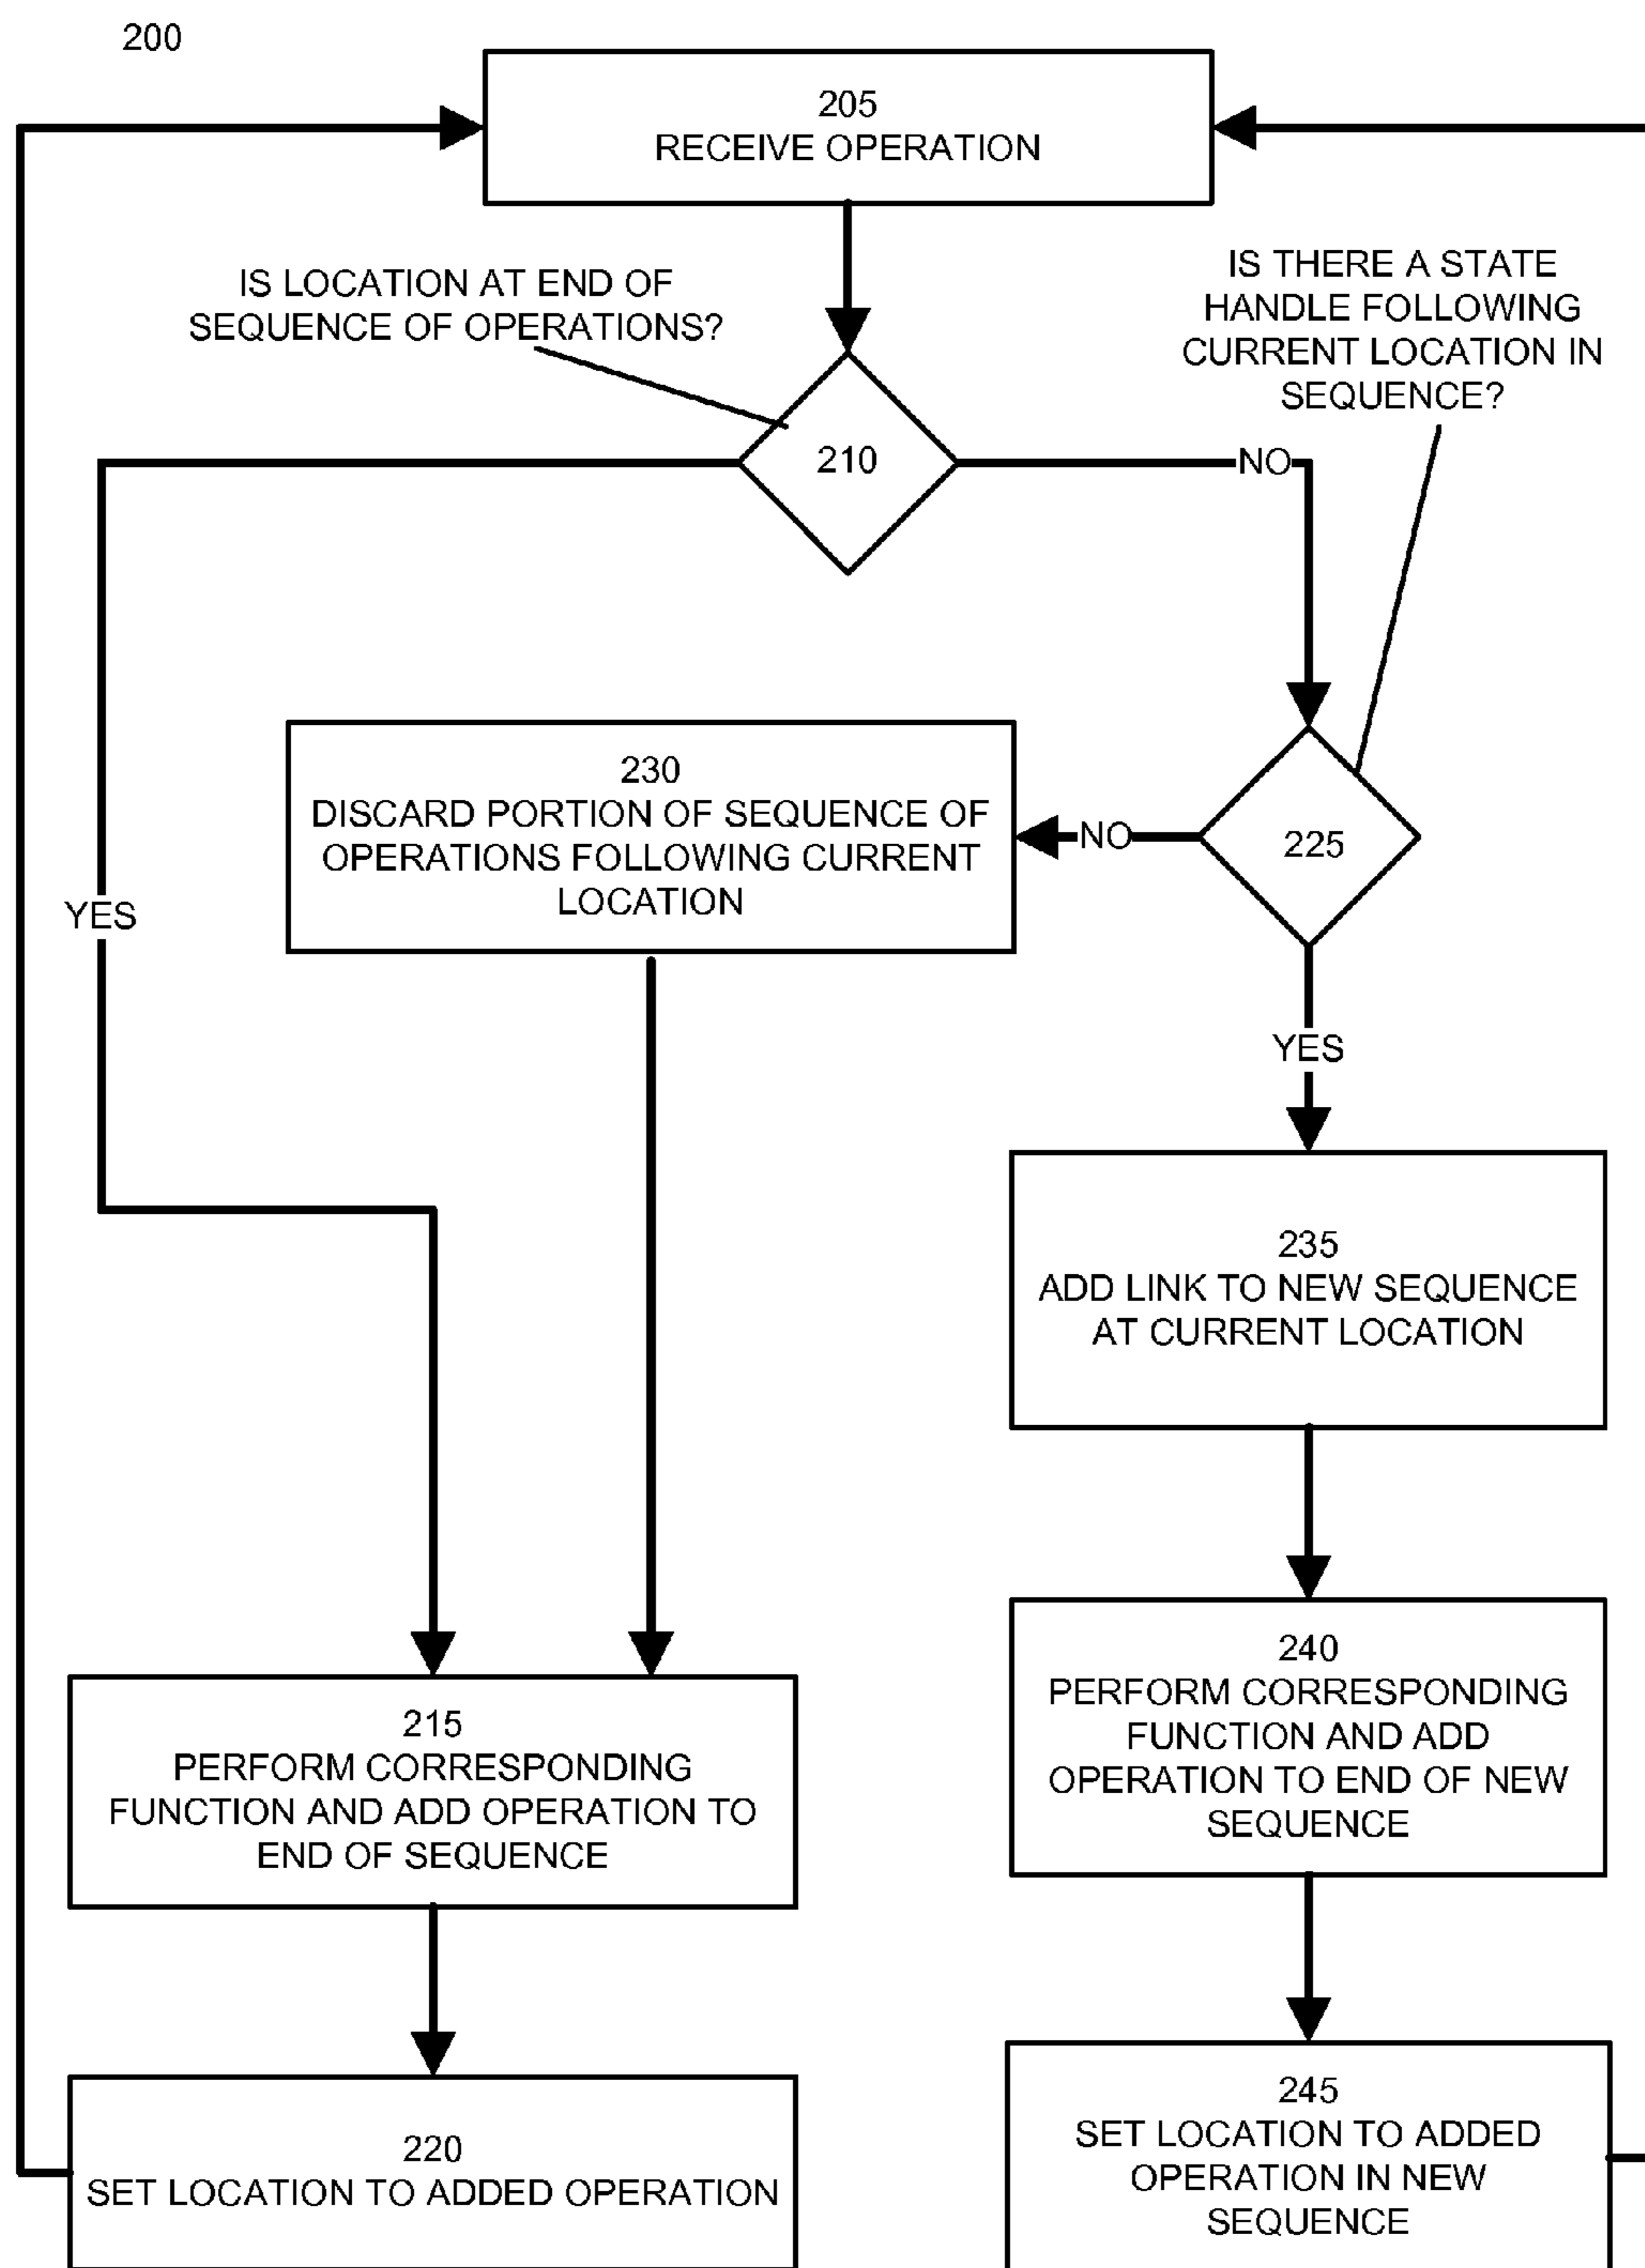 200
205
RECEIVE OPERATION
IS LOCATION AT END OF
SEQUENCE OF OPERATIONS?
IS THERE A STATE
HANDLE FOLLOWING
CURRENT LOCATION IN
SEQUENCE?
210
NO
230
DISCARD PORTION OF SEQUENCE OF
OPERATIONS FOLLOWING CURRENT
LOCATION
NO
225
YES
YES
235
ADD LINK TO NEW SEQUENCE
AT CURRENT LOCATION
215
PERFORM CORRESPONDING
FUNCTION AND ADD OPERATION TO
END OF SEQUENCE
240
PERFORM CORRESPONDING
FUNCTION AND ADD
OPERATION TO END OF NEW
SEQUENCE
220
SET LOCATION TO ADDED OPERATION
245
SET LOCATION TO ADDED
OPERATION IN NEW
SEQUENCE